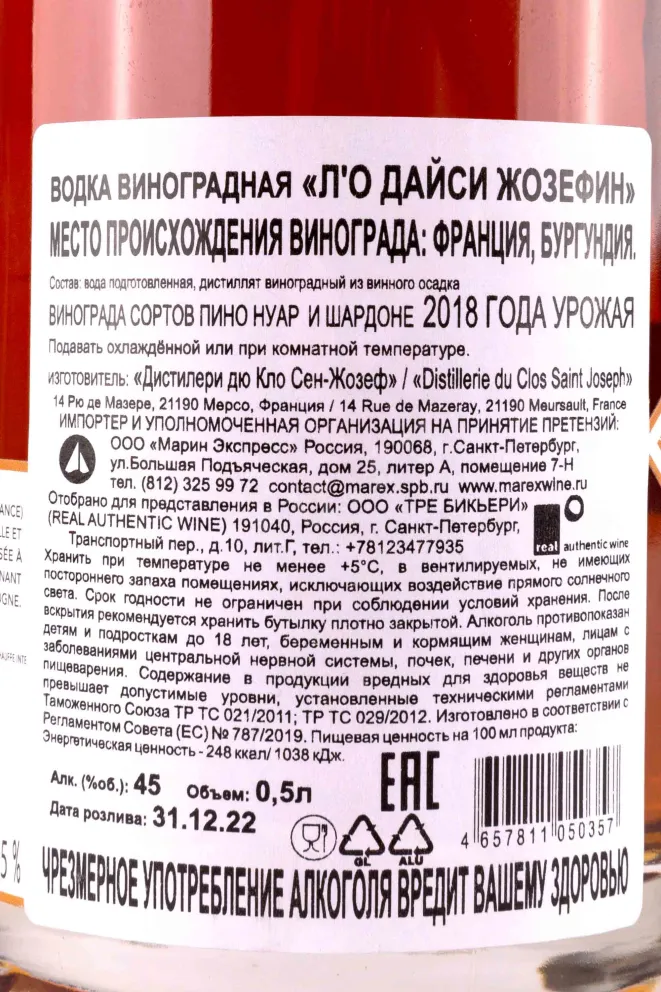 ВОДКА ВИНОГРАДНАЯ «Л'О ДАЙСИ ЖОЗЕФИН»
МЕСТО ПРОИСХОЖДЕНИЯ ВИНОГРАДА: ФРАНЦИЯ, БУРГУНДИЯ.
Состав: вода подготовленная, дистиллят виноградный из винного осадка
ВИНОГРАДА СОРТОВ ПИНО НУАР И ШАРДОНЕ 2018 ГОДА УРОЖАЯ
Подавать охлаждённой или при комнатной температуре.
ИЗГОТОВИТЕЛЬ: «Дистилери дю Кло Сен-Жозеф» / «Distillerie du Clos Saint Joseph»
14 Рю де Мазере, 21190 Мерсо, Франция / 14 Rue de Mazeray, 21190 Meursault, France
ИМПОРТЕР И УПОЛНОМОЧЕННАЯ ОРГАНИЗАЦИЯ НА ПРИНЯТИЕ ПРЕТЕНЗИЙ:
ООО «Марин Экспресс» Россия, 190068, г.Санкт-Петербург,
ул.Большая Подъяческая, дом 25, литер А, помещение 7-Н
тел. (812) 325 99 72 contact@marex.spb.ru www.marexwine.ru
Отобрано для представления в России: ООО «ТРЕ БИКЬЕРИ»
(REAL AUTHENTIC WINE) 191040, Россия, г. Санкт-Петербург,
Транспортный пер., д.10, лит.Г, тел.: +78123477935
real authentic wine
Хранить при температуре не менее +5°С, в вентилируемых, не имеющих
постороннего запаха помещениях, исключающих воздействие прямого солнечного
света. Срок годности не ограничен при соблюдении условий хранения. После
вскрытия рекомендуется хранить бутылку плотно закрытой. Алкоголь противопоказан
детям и подросткам до 18 лет, беременным и кормящим женщинам, лицам с
заболеваниями центральной нервной системы, почек, печени и других органов
пищеварения. Содержание в продукции вредных для здоровья веществ не
превышает допустимые уровни, установленные техническими регламентами
Таможенного Союза ТР ТС 021/2011; ТР ТС 029/2012. Изготовлено в соответствии с
Регламентом Совета (ЕС) № 787/2019. Пищевая ценность на 100 мл продукта:
Энергетическая ценность - 248 ккал/ 1038 кДж.
Алк. (%об.): 45 Объем: 0,5л
Дата розлива: 31.12.22
EAC
GL ALU
4 657811 050357
ЧРЕЗМЕРНОЕ УПОТРЕБЛЕНИЕ АЛКОГОЛЯ ВРЕДИТ ВАШЕМУ ЗДОРОВЬЮ
ANCE)
LLE ET
SÉE À
NANT
OGNE.
5 %